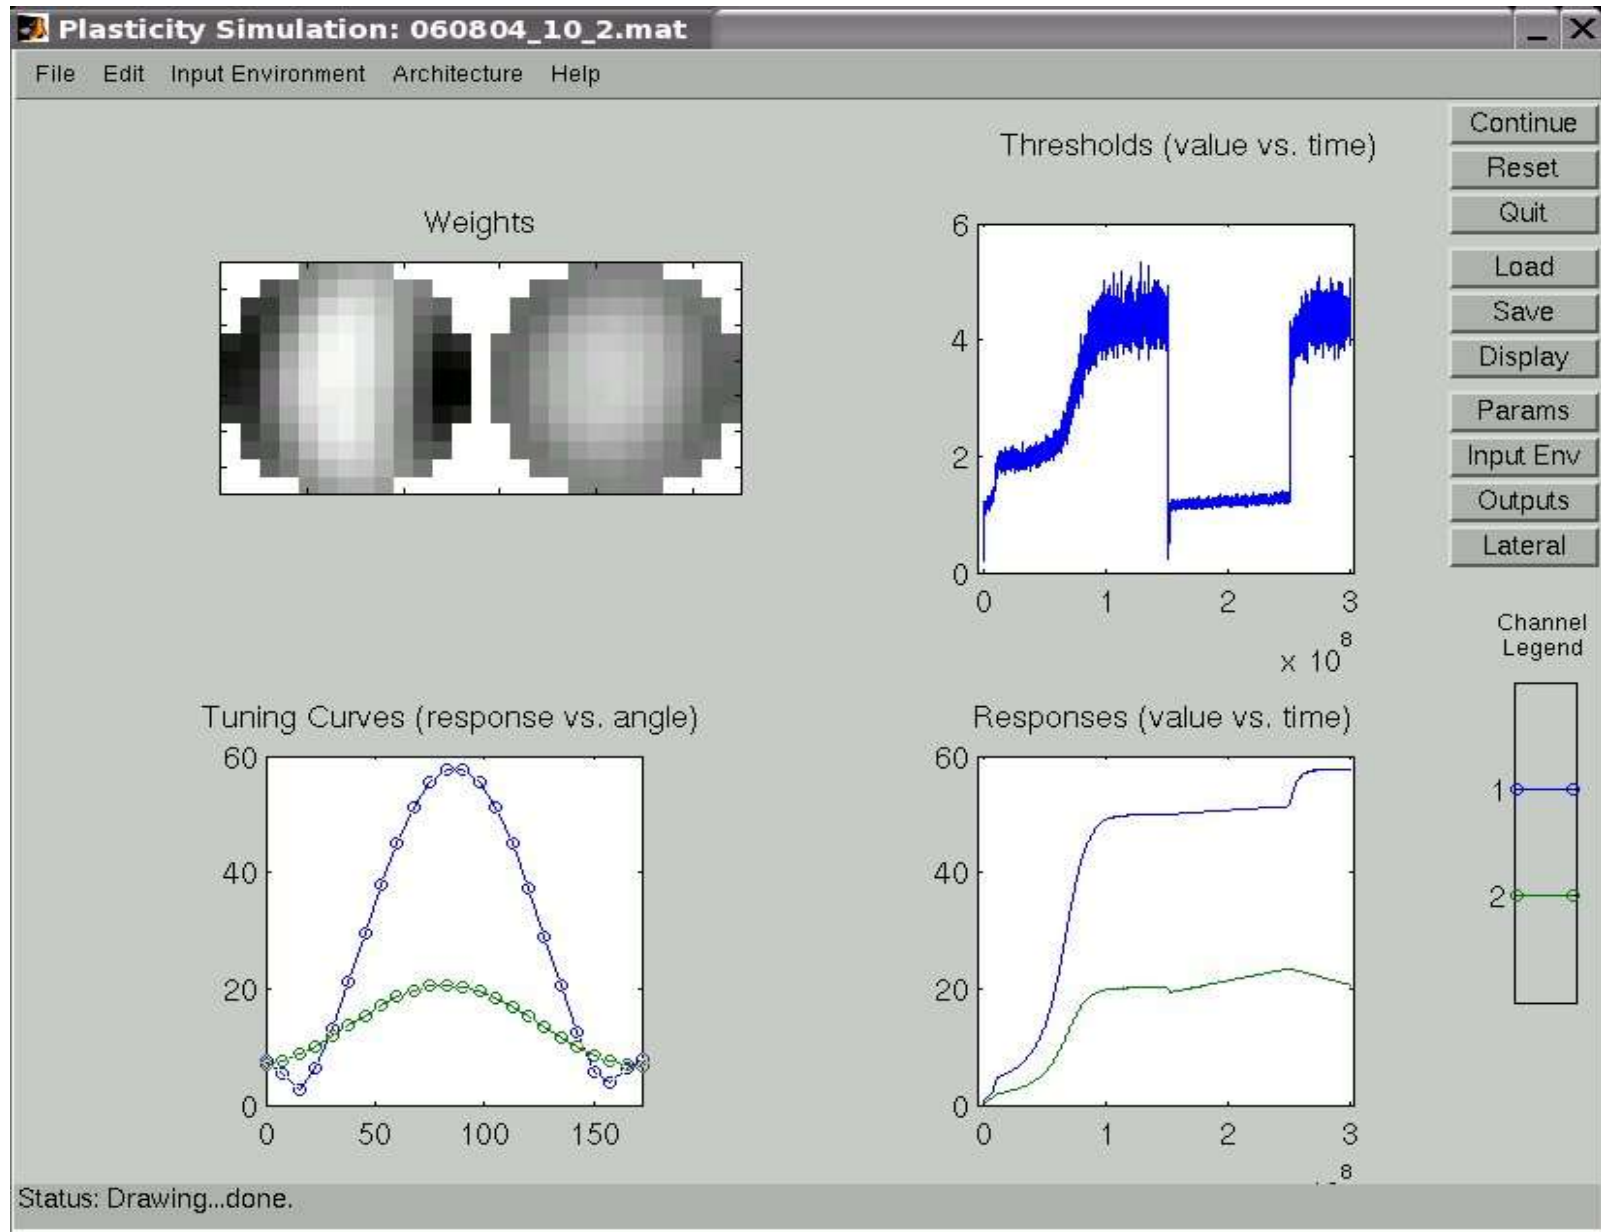 Plasticity Simulation: 060804_10_2.mat
File Edit Input Environment Architecture Help
Weights
Thresholds (value vs. time)
6
4
2
0
0 1 2 3
x 10
8
Tuning Curves (response vs. angle)
60
40
20
0
0 50 100 150
Responses (value vs. time)
60
40
20
0
0 1 2 3
8
Continue
Reset
Quit
Load
Save
Display
Params
Input Env
Outputs
Lateral
Channel
Legend
1
2
Status: Drawing...done.